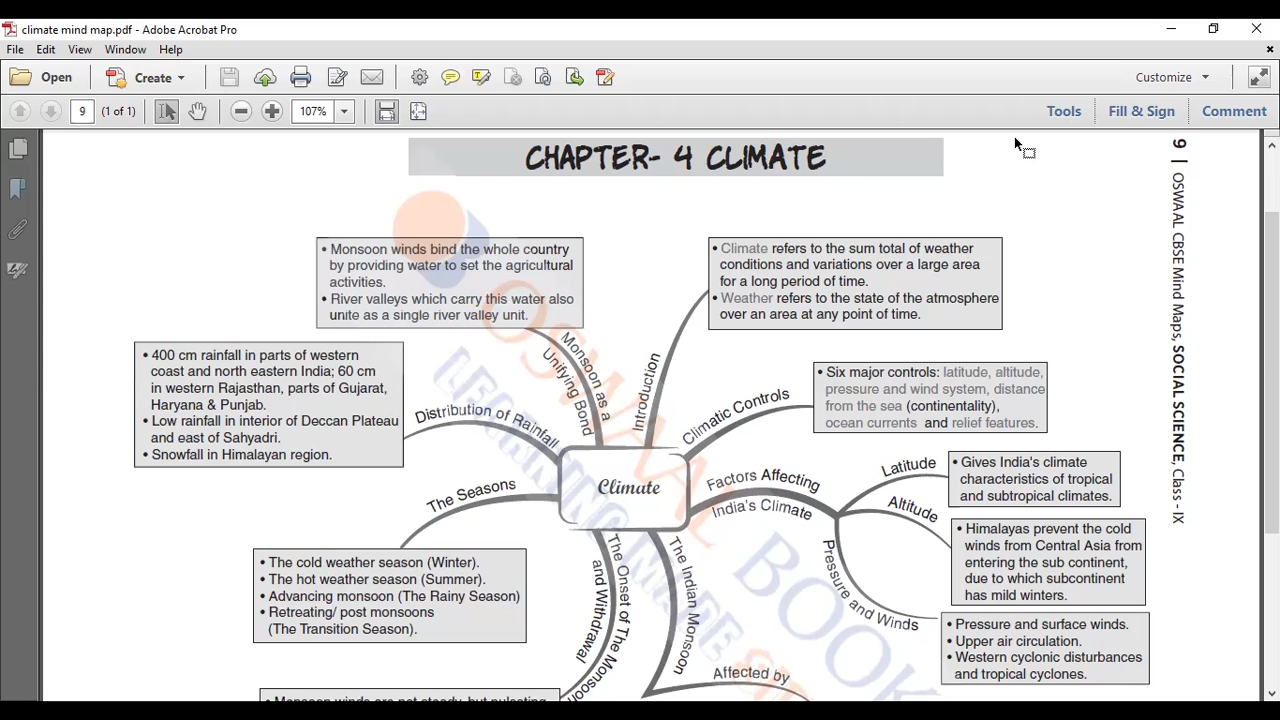 climate mind map.pdf - Adobe Acrobat Pro
File Edit View Window Help
Open Create Customize
9 (1 of 1) 107% Tools Fill & Sign Comment
CHAPTER- 4 CLIMATE
9 | OSWAAL CBSE Mind Maps, SOCIAL SCIENCE, Class - IX
• Monsoon winds bind the whole country
by providing water to set the agricultural
activities.
• River valleys which carry this water also
unite as a single river valley unit.
Monsoon as a
Unifying Bond
• Climate refers to the sum total of weather
conditions and variations over a large area
for a long period of time.
• Weather refers to the state of the atmosphere
over an area at any point of time.
Introduction
• 400 cm rainfall in parts of western
coast and north eastern India; 60 cm
in western Rajasthan, parts of Gujarat,
Haryana & Punjab.
• Low rainfall in interior of Deccan Plateau
and east of Sahyadri.
• Snowfall in Himalayan region.
Distribution of Rainfall
• Six major controls: latitude, altitude,
pressure and wind system, distance
from the sea (continentality),
ocean currents and relief features.
Climatic Controls
Climate
The Seasons
• The cold weather season (Winter).
• The hot weather season (Summer).
• Advancing monsoon (The Rainy Season)
• Retreating/ post monsoons
(The Transition Season).
Factors Affecting
India's Climate
Latitude
• Gives India's climate
characteristics of tropical
and subtropical climates.
Altitude
• Himalayas prevent the cold
winds from Central Asia from
entering the sub continent,
due to which subcontinent
has mild winters.
Pressure and Winds
• Pressure and surface winds.
• Upper air circulation.
• Western cyclonic disturbances
and tropical cyclones.
The Onset of The Monsoon
and Withdrawal
The Indian Monsoon
Affected by
• Monsoon winds are not steady but pulsating
OSWAAL BOOK
LEARNING MADE SI